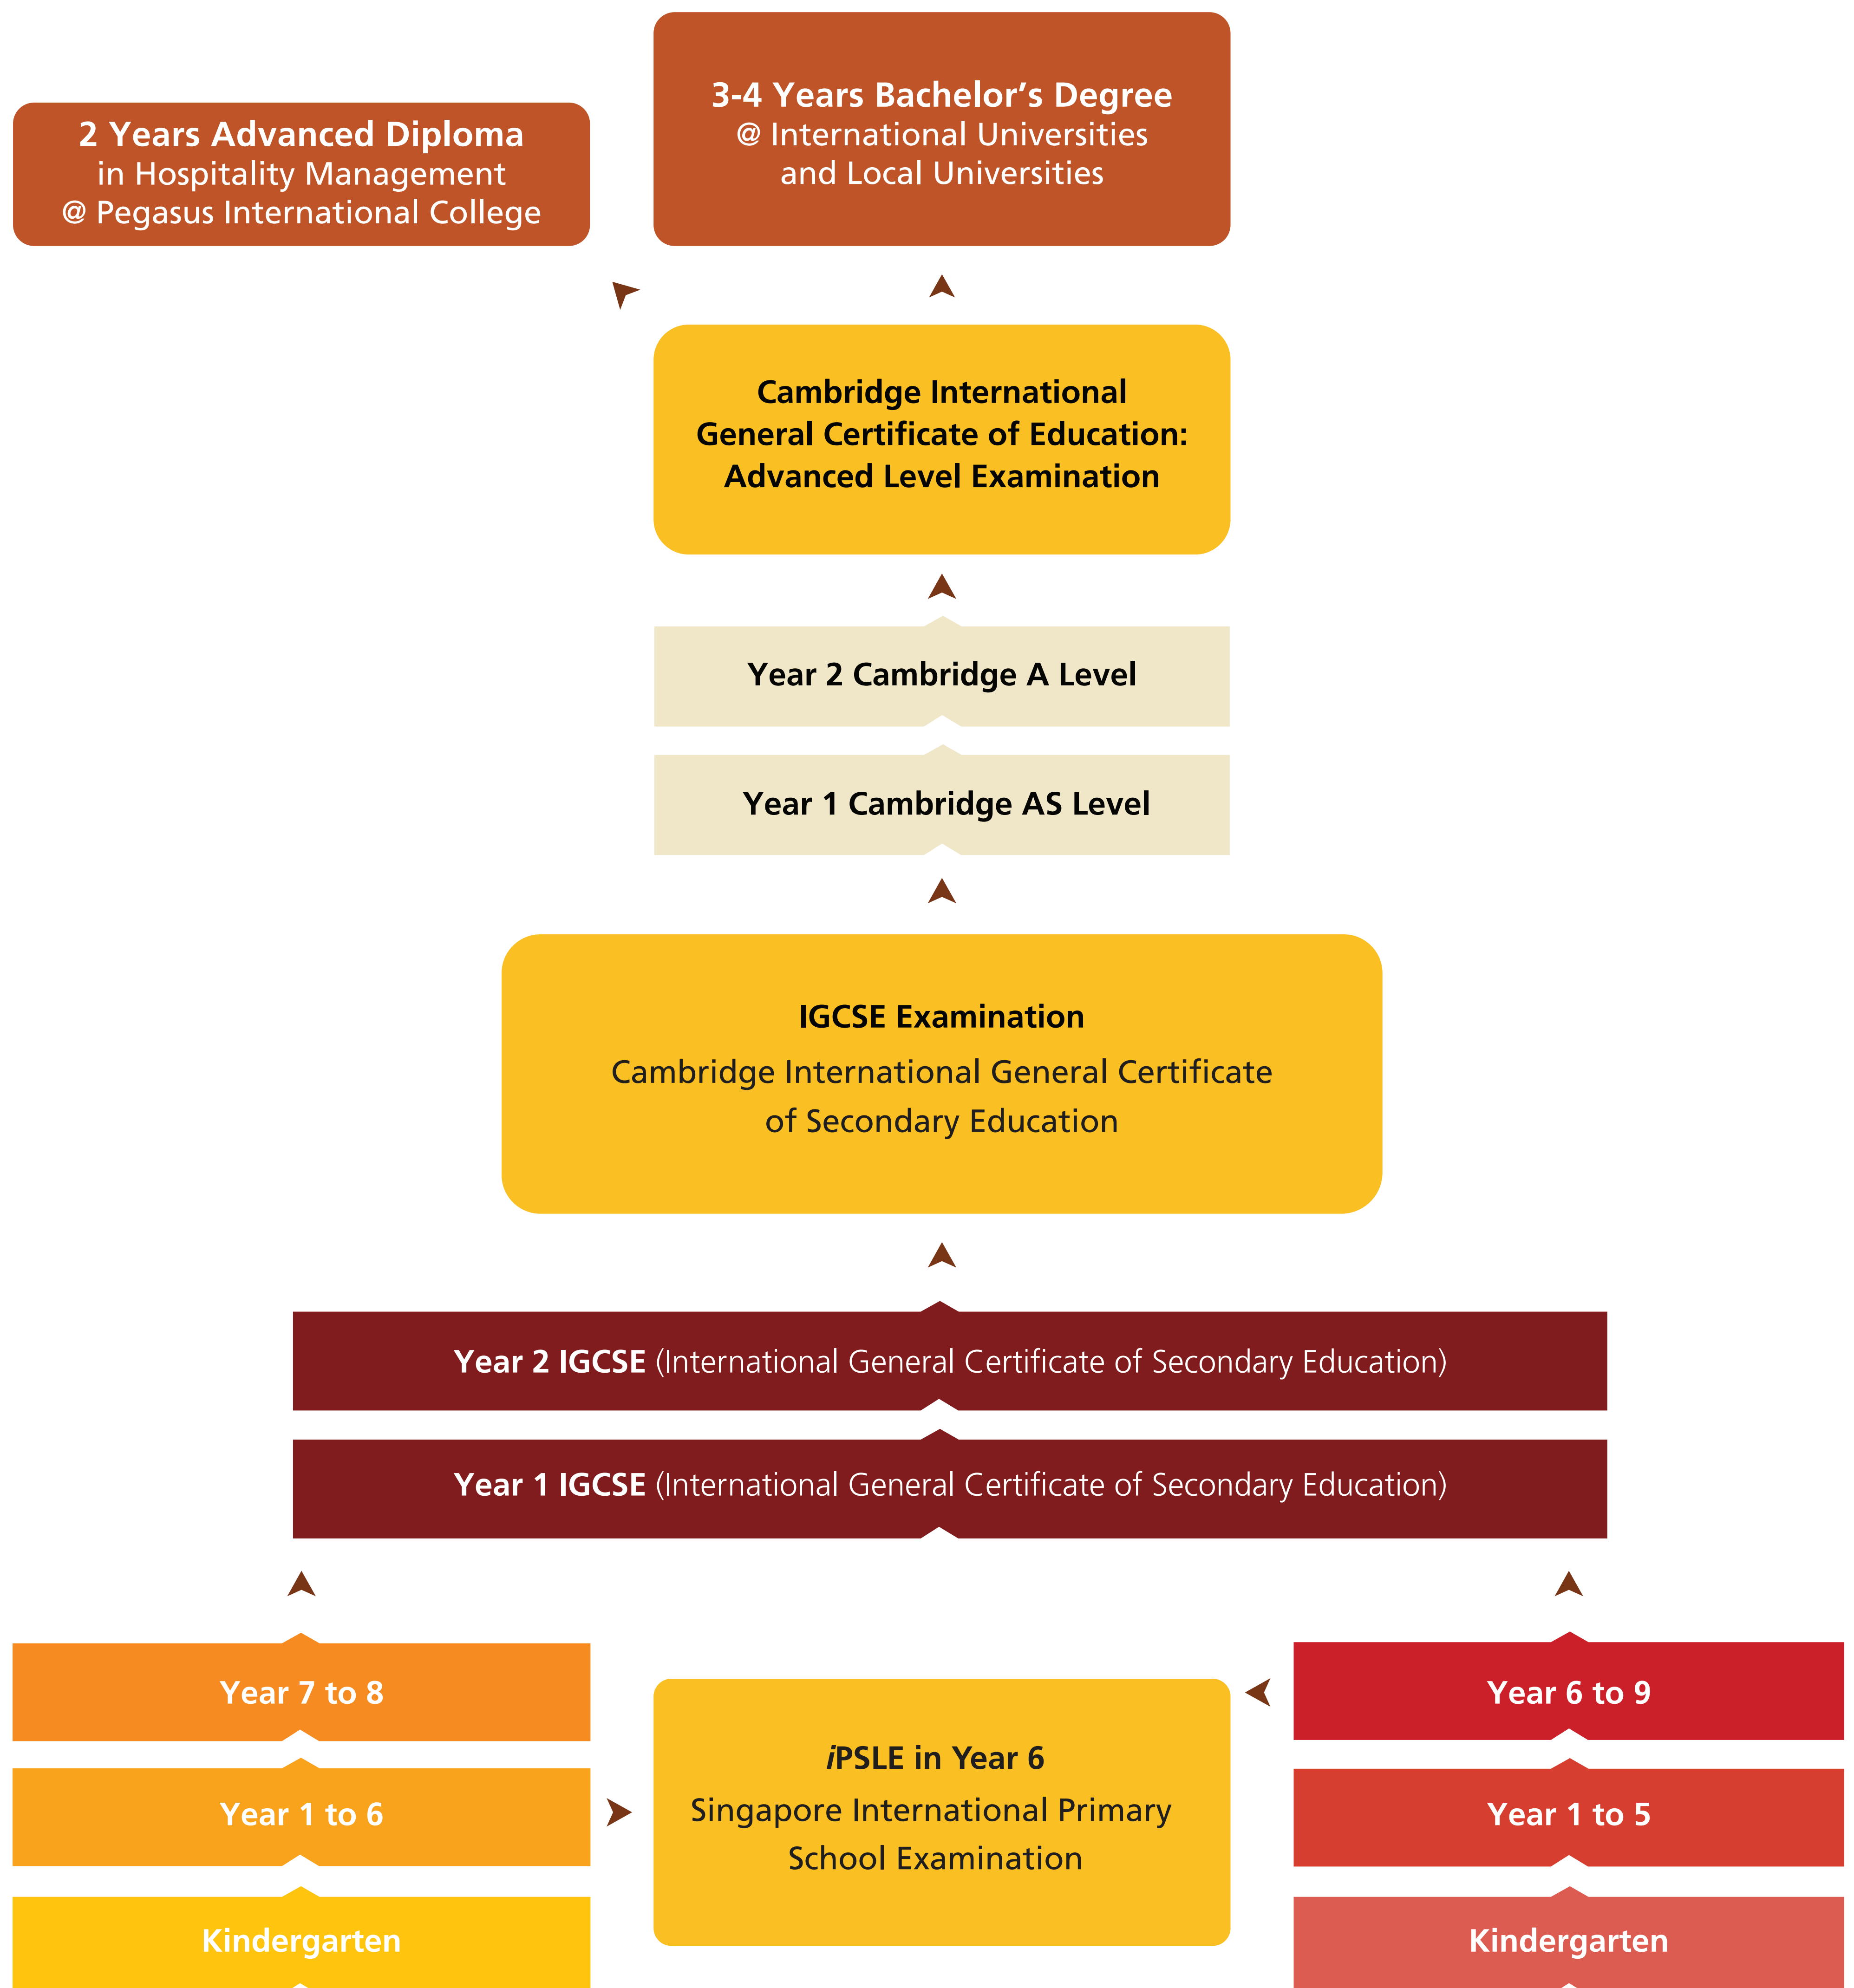 3-4 Years Bachelor's Degree
@ International Universities
and Local Universities
2 Years Advanced Diploma
in Hospitality Management
@ Pegasus International College
Cambridge International
General Certificate of Education:
Advanced Level Examination
Year 2 Cambridge A Level
Year 1 Cambridge AS Level
IGCSE Examination
Cambridge International General Certificate
of Secondary Education
Year 2 IGCSE (International General Certificate of Secondary Education)
Year 1 IGCSE (International General Certificate of Secondary Education)
Year 7 to 8
Year 1 to 6
Kindergarten
iPSLE in Year 6
Singapore International Primary
School Examination
Year 6 to 9
Year 1 to 5
Kindergarten